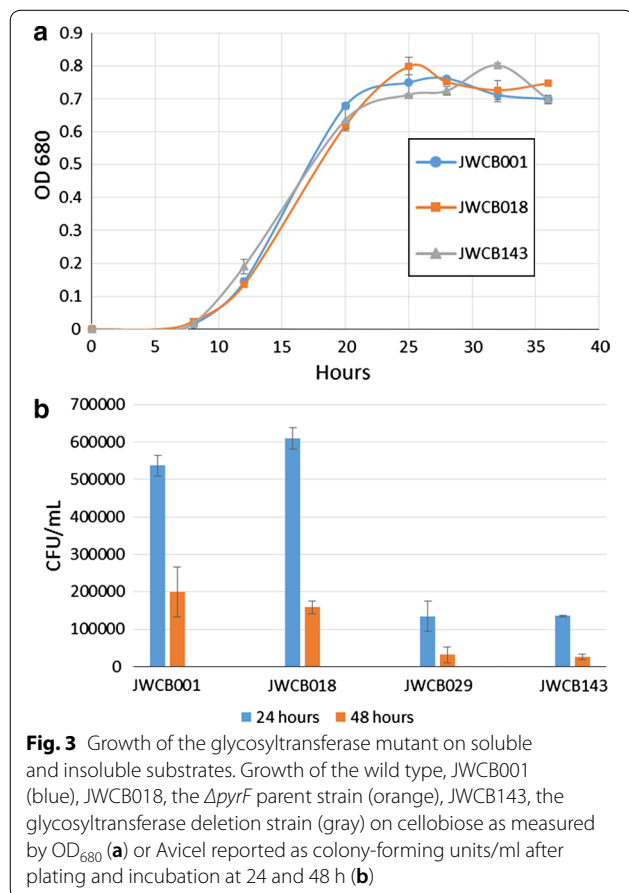 a
0.9
0.8
0.7
0.6
0.5
0.4
0.3
0.2
0.1
0
OD 680
JWCB001
JWCB018
JWCB143
0 5 10 15 20 25 30 35 40
Hours
b
700000
600000
500000
400000
300000
200000
100000
0
CFU/mL
JWCB001 JWCB018 JWCB029 JWCB143
24 hours 48 hours
Fig. 3 Growth of the glycosyltransferase mutant on soluble
and insoluble substrates. Growth of the wild type, JWCB001
(blue), JWCB018, the ΔpyrF parent strain (orange), JWCB143, the
glycosyltransferase deletion strain (gray) on cellobiose as measured
by OD₆₈₀ (a) or Avicel reported as colony-forming units/ml after
plating and incubation at 24 and 48 h (b)